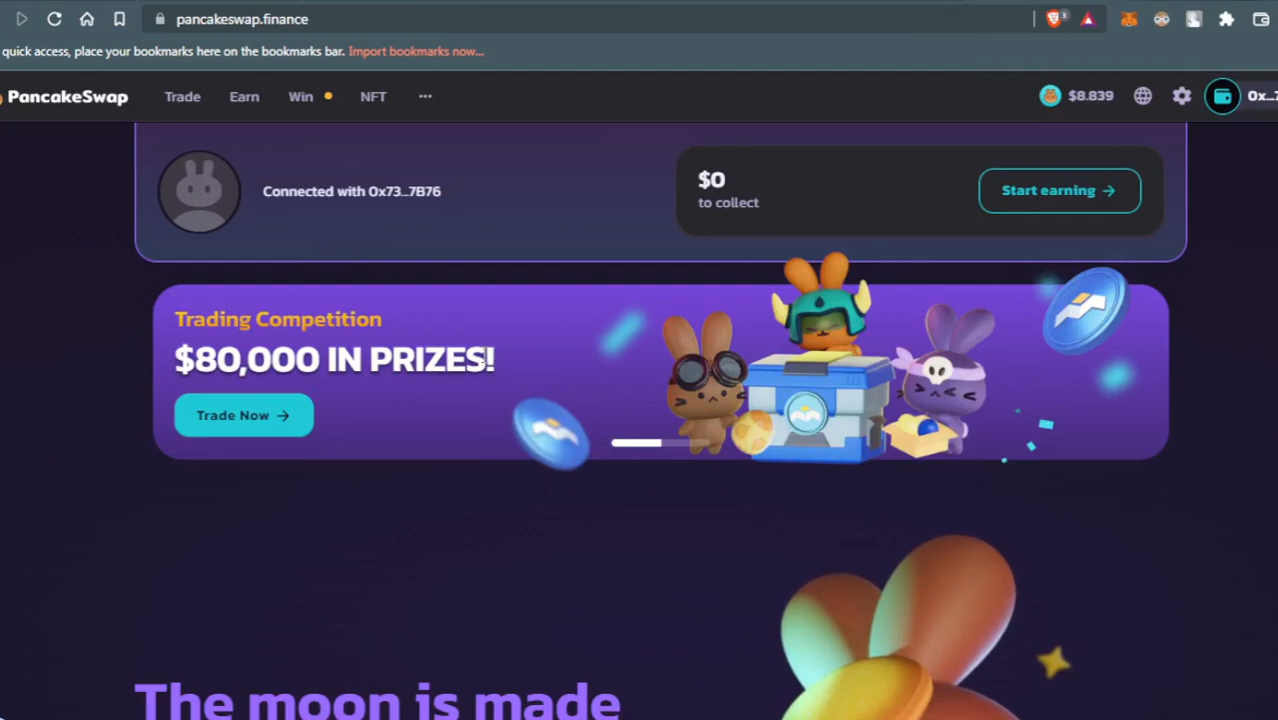 pancakeswap.finance
quick access, place your bookmarks here on the bookmarks bar. Import bookmarks now...
PancakeSwap Trade Earn Win NFT $8.839 0x...7
Connected with 0x73...7B76
$0
to collect
Start earning
Trading Competition
$80,000 IN PRIZES!
Trade Now
The moon is made